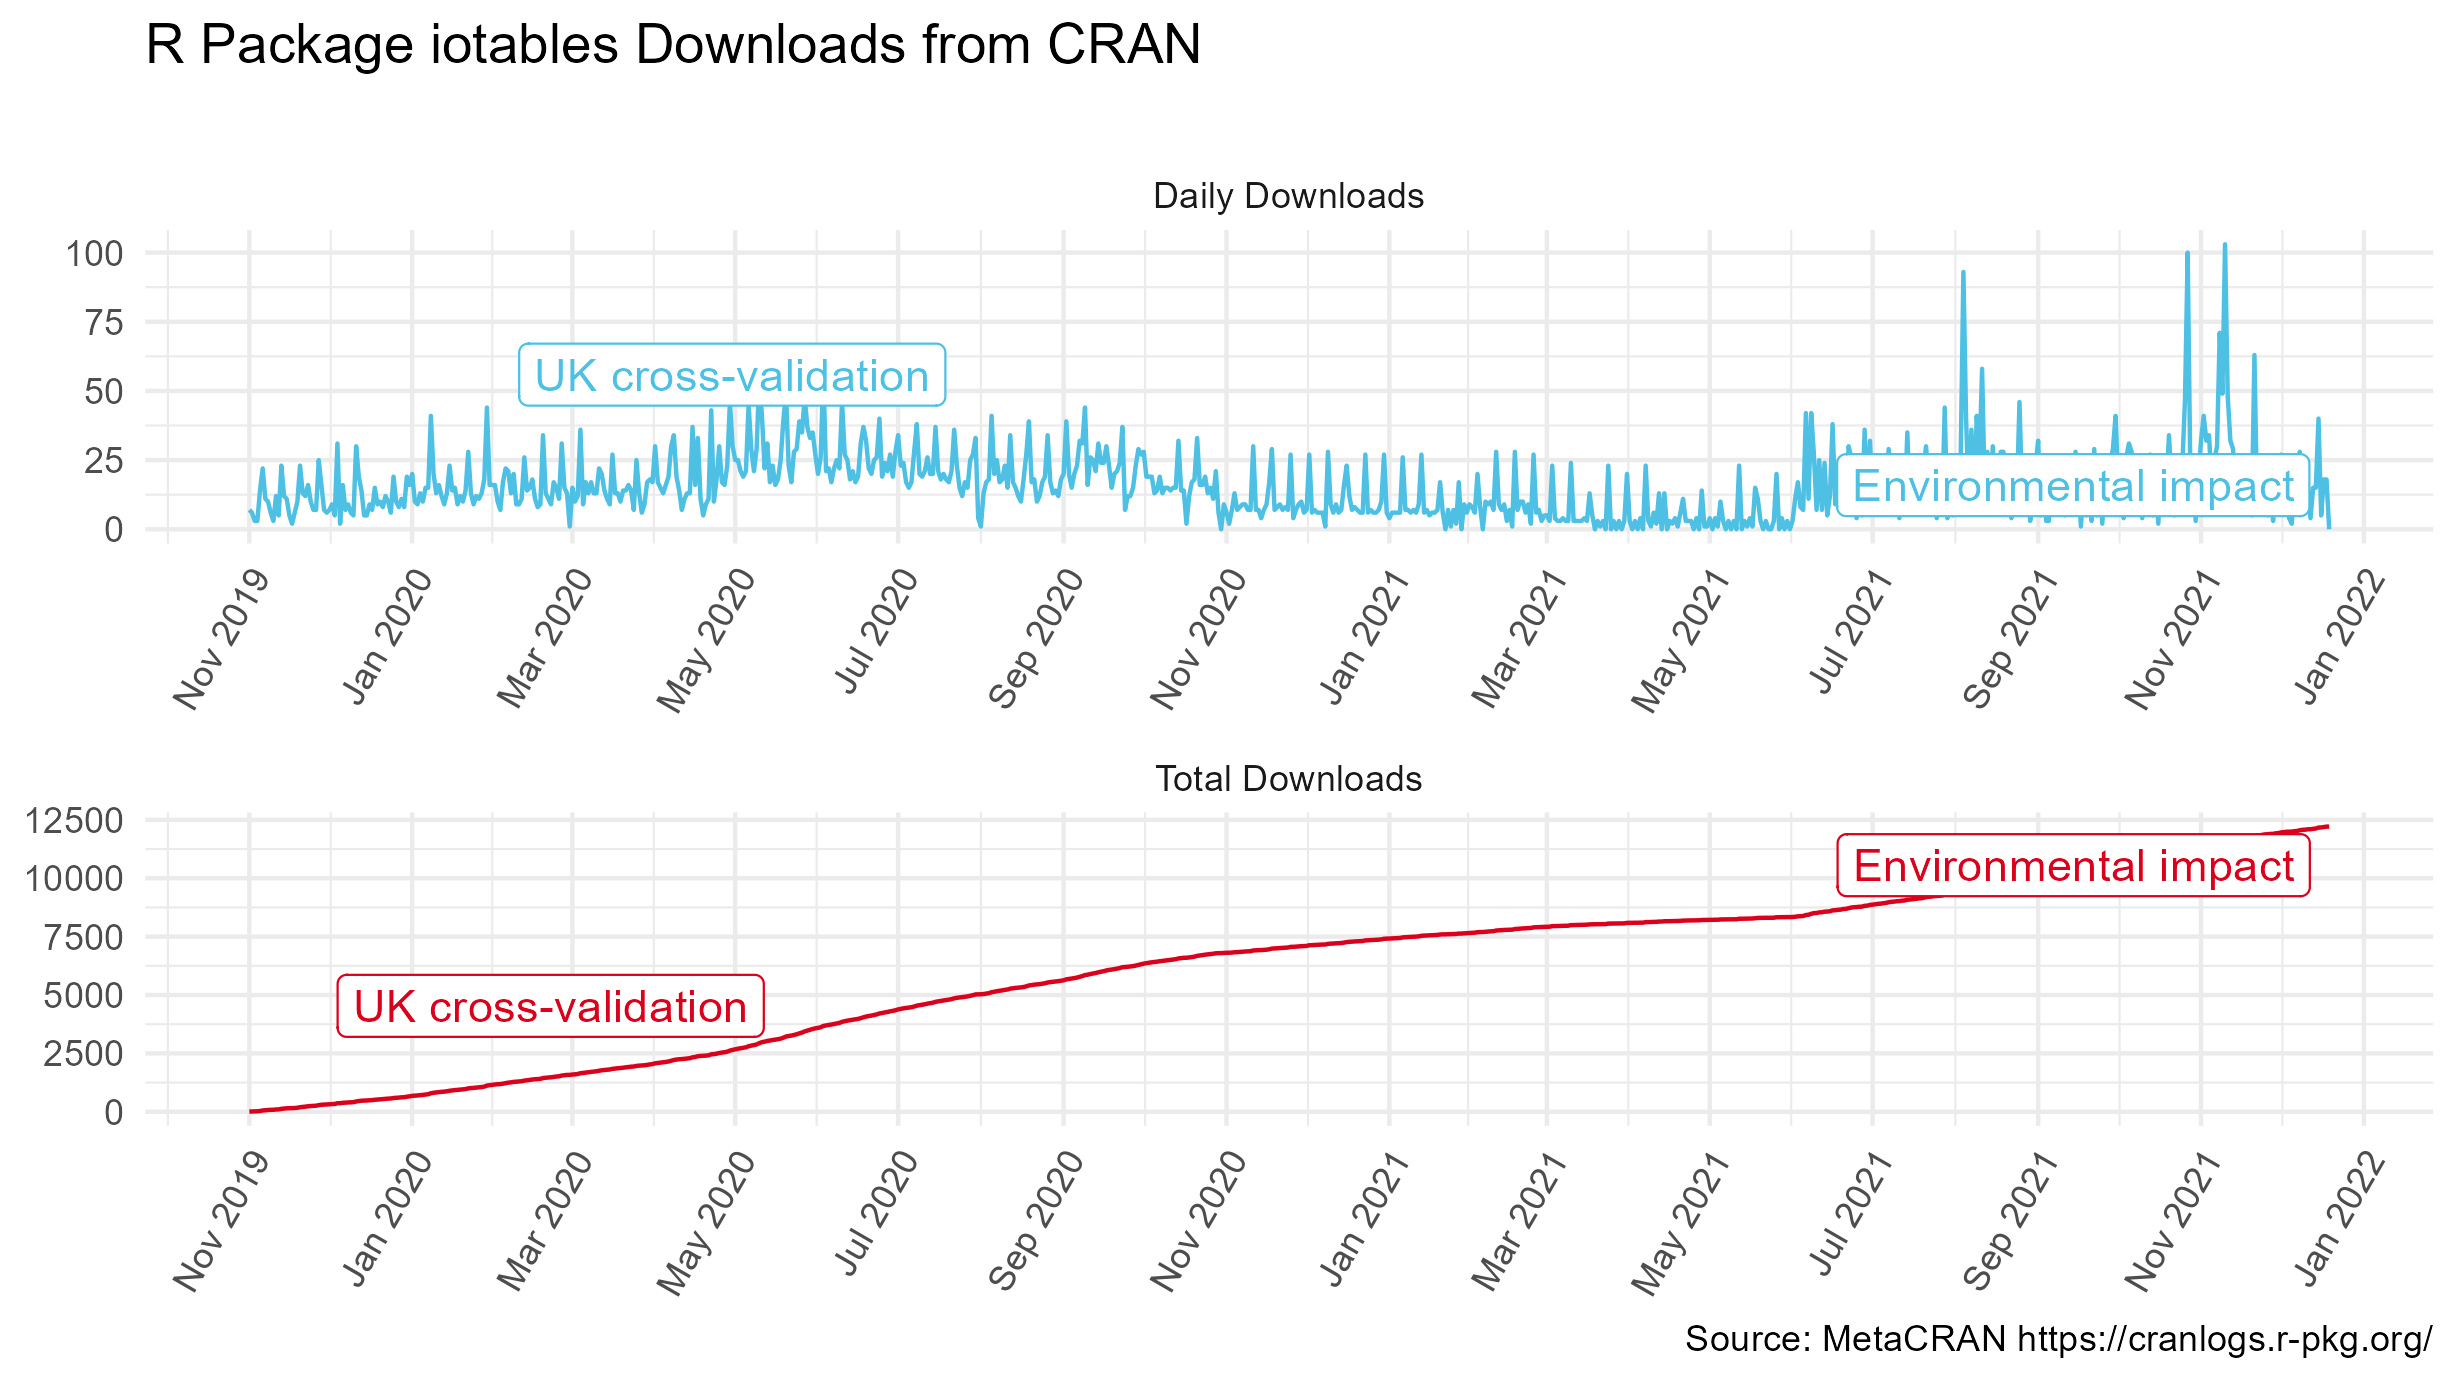 R Package iotables Downloads from CRAN
Daily Downloads
100
75
50
25
0
UK cross-validation
Environmental impact
Nov 2019 Jan 2020 Mar 2020 May 2020 Jul 2020 Sep 2020 Nov 2020 Jan 2021 Mar 2021 May 2021 Jul 2021 Sep 2021 Nov 2021 Jan 2022
Total Downloads
12500
10000
7500
5000
2500
0
Environmental impact
UK cross-validation
Nov 2019 Jan 2020 Mar 2020 May 2020 Jul 2020 Sep 2020 Nov 2020 Jan 2021 Mar 2021 May 2021 Jul 2021 Sep 2021 Nov 2021 Jan 2022
Source: MetaCRAN https://cranlogs.r-pkg.org/